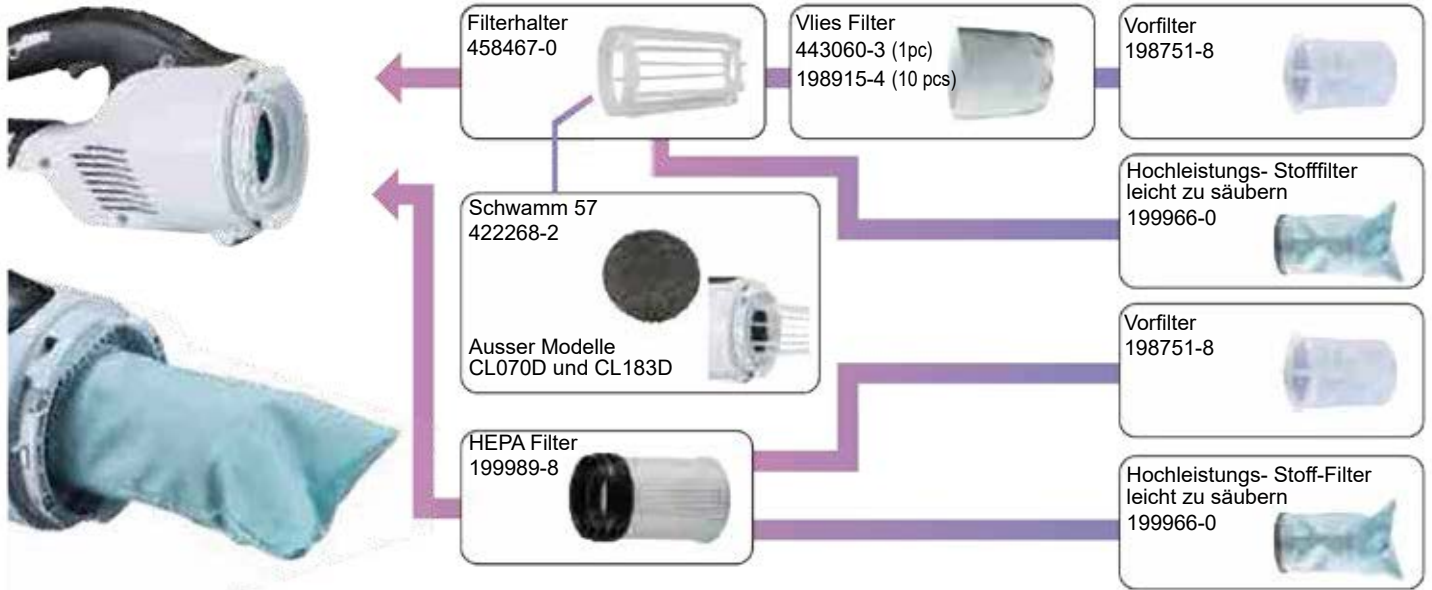 Filterhalter
458467-0
Vlies Filter
443060-3 (1pc)
198915-4 (10 pcs)
Vorfilter
198751-8
Hochleistungs- Stofffilter
leicht zu säubern
199966-0
Schwamm 57
422268-2
Ausser Modelle
CL070D und CL183D
Vorfilter
198751-8
HEPA Filter
199989-8
Hochleistungs- Stoff-Filter
leicht zu säubern
199966-0